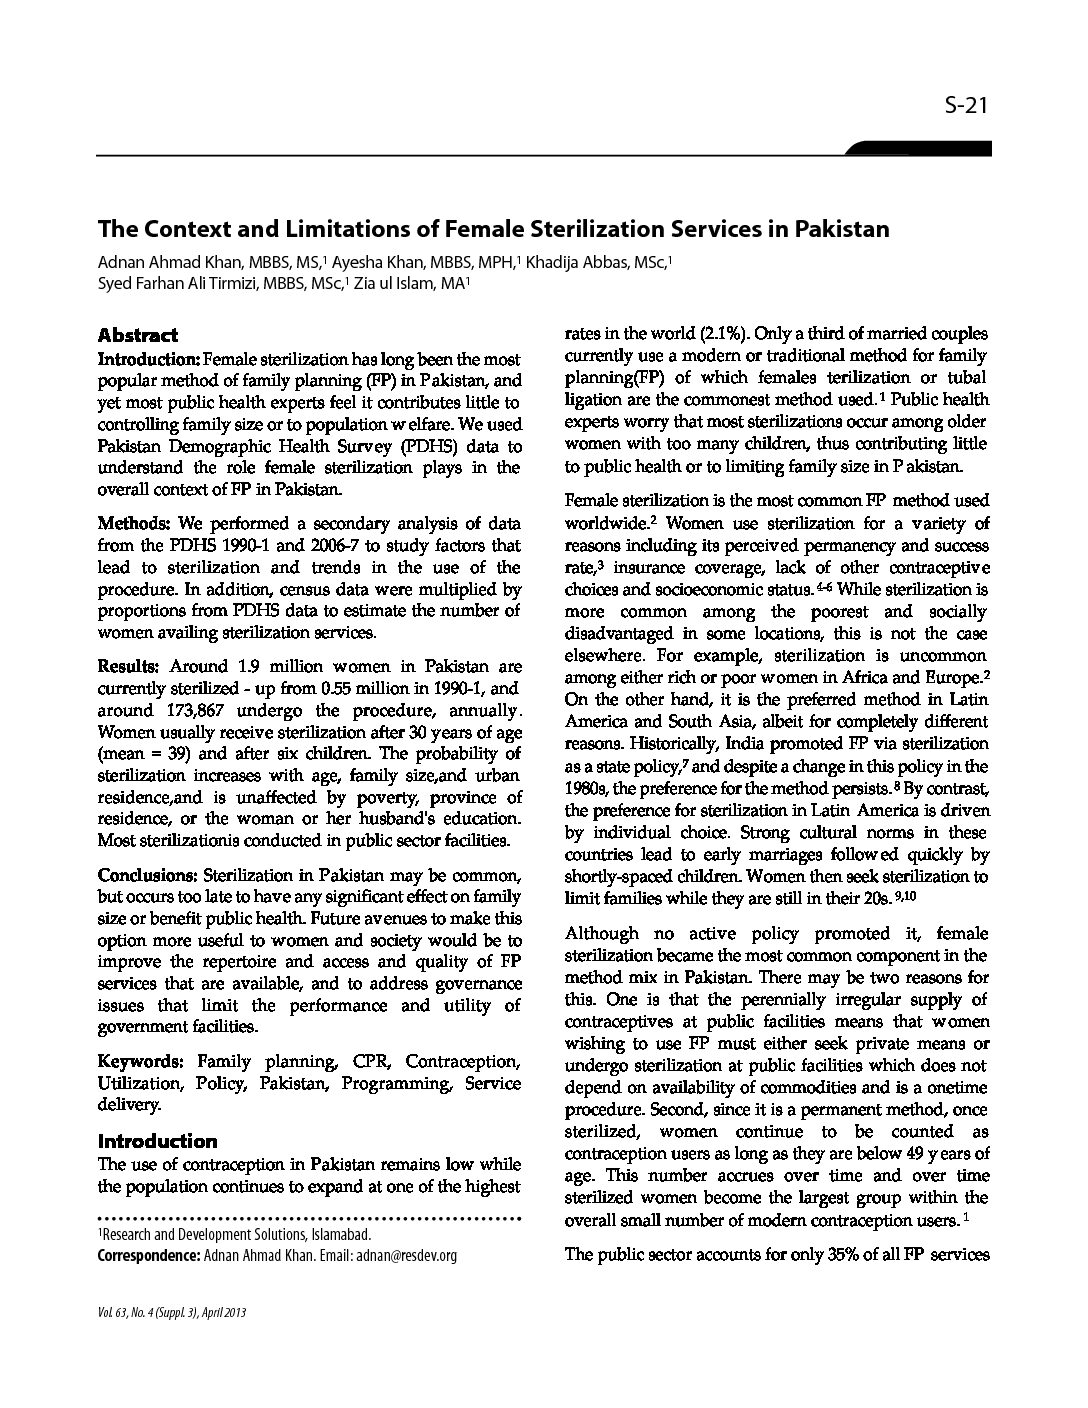 S-21
The Context and Limitations of Female Sterilization Services in Pakistan
Adnan Ahmad Khan, MBBS, MS,¹ Ayesha Khan, MBBS, MPH,¹ Khadija Abbas, MSc,¹
Syed Farhan Ali Tirmizi, MBBS, MSc,¹ Zia ul Islam, MA¹
Abstract
Introduction: Female sterilization has long been the most
popular method of family planning (FP) in Pakistan, and
yet most public health experts feel it contributes little to
controlling family size or to population welfare. We used
Pakistan Demographic Health Survey (PDHS) data to
understand the role female sterilization plays in the
overall context of FP in Pakistan.
Methods: We performed a secondary analysis of data
from the PDHS 1990-1 and 2006-7 to study factors that
lead to sterilization and trends in the use of the
procedure. In addition, census data were multiplied by
proportions from PDHS data to estimate the number of
women availing sterilization services.
Results: Around 1.9 million women in Pakistan are
currently sterilized - up from 0.55 million in 1990-1, and
around 173,867 undergo the procedure, annually.
Women usually receive sterilization after 30 years of age
(mean = 39) and after six children. The probability of
sterilization increases with age, family size,and urban
residence,and is unaffected by poverty, province of
residence, or the woman or her husband's education.
Most sterilizationis conducted in public sector facilities.
Conclusions: Sterilization in Pakistan may be common,
but occurs too late to have any significant effect on family
size or benefit public health. Future avenues to make this
option more useful to women and society would be to
improve the repertoire and access and quality of FP
services that are available, and to address governance
issues that limit the performance and utility of
government facilities.
Keywords: Family planning, CPR, Contraception,
Utilization, Policy, Pakistan, Programming, Service
delivery.
Introduction
The use of contraception in Pakistan remains low while
the population continues to expand at one of the highest
¹Research and Development Solutions, Islamabad.
Correspondence: Adnan Ahmad Khan. Email: adnan@resdev.org
rates in the world (2.1%). Only a third of married couples
currently use a modern or traditional method for family
planning(FP) of which females terilization or tubal
ligation are the commonest method used.¹ Public health
experts worry that most sterilizations occur among older
women with too many children, thus contributing little
to public health or to limiting family size in Pakistan.
Female sterilization is the most common FP method used
worldwide.² Women use sterilization for a variety of
reasons including its perceived permanency and success
rate,³ insurance coverage, lack of other contraceptive
choices and socioeconomic status.⁴⁻⁶ While sterilization is
more common among the poorest and socially
disadvantaged in some locations, this is not the case
elsewhere. For example, sterilization is uncommon
among either rich or poor women in Africa and Europe.²
On the other hand, it is the preferred method in Latin
America and South Asia, albeit for completely different
reasons. Historically, India promoted FP via sterilization
as a state policy,⁷ and despite a change in this policy in the
1980s, the preference for the method persists.⁸ By contrast,
the preference for sterilization in Latin America is driven
by individual choice. Strong cultural norms in these
countries lead to early marriages followed quickly by
shortly-spaced children. Women then seek sterilization to
limit families while they are still in their 20s.⁹,¹⁰
Although no active policy promoted it, female
sterilization became the most common component in the
method mix in Pakistan. There may be two reasons for
this. One is that the perennially irregular supply of
contraceptives at public facilities means that women
wishing to use FP must either seek private means or
undergo sterilization at public facilities which does not
depend on availability of commodities and is a onetime
procedure. Second, since it is a permanent method, once
sterilized, women continue to be counted as
contraception users as long as they are below 49 years of
age. This number accrues over time and over time
sterilized women become the largest group within the
overall small number of modern contraception users.¹
The public sector accounts for only 35% of all FP services
Vol. 63, No. 4 (Suppl. 3), April 2013